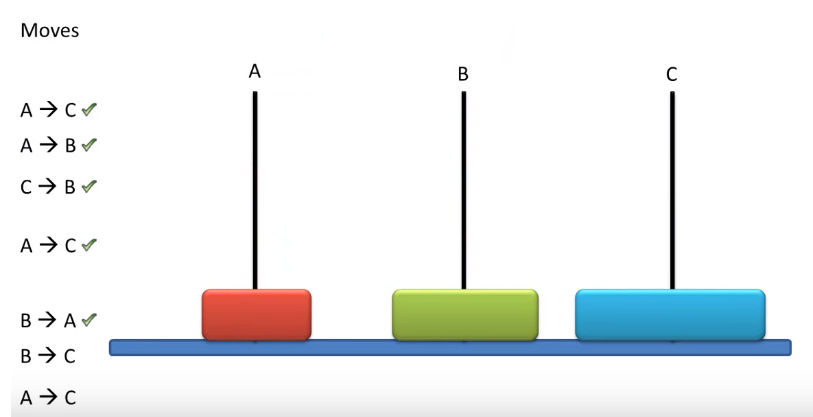 Moves
A B C
A → C ✓
A → B ✓
C → B ✓
A → C ✓
B → A ✓
B → C
A → C